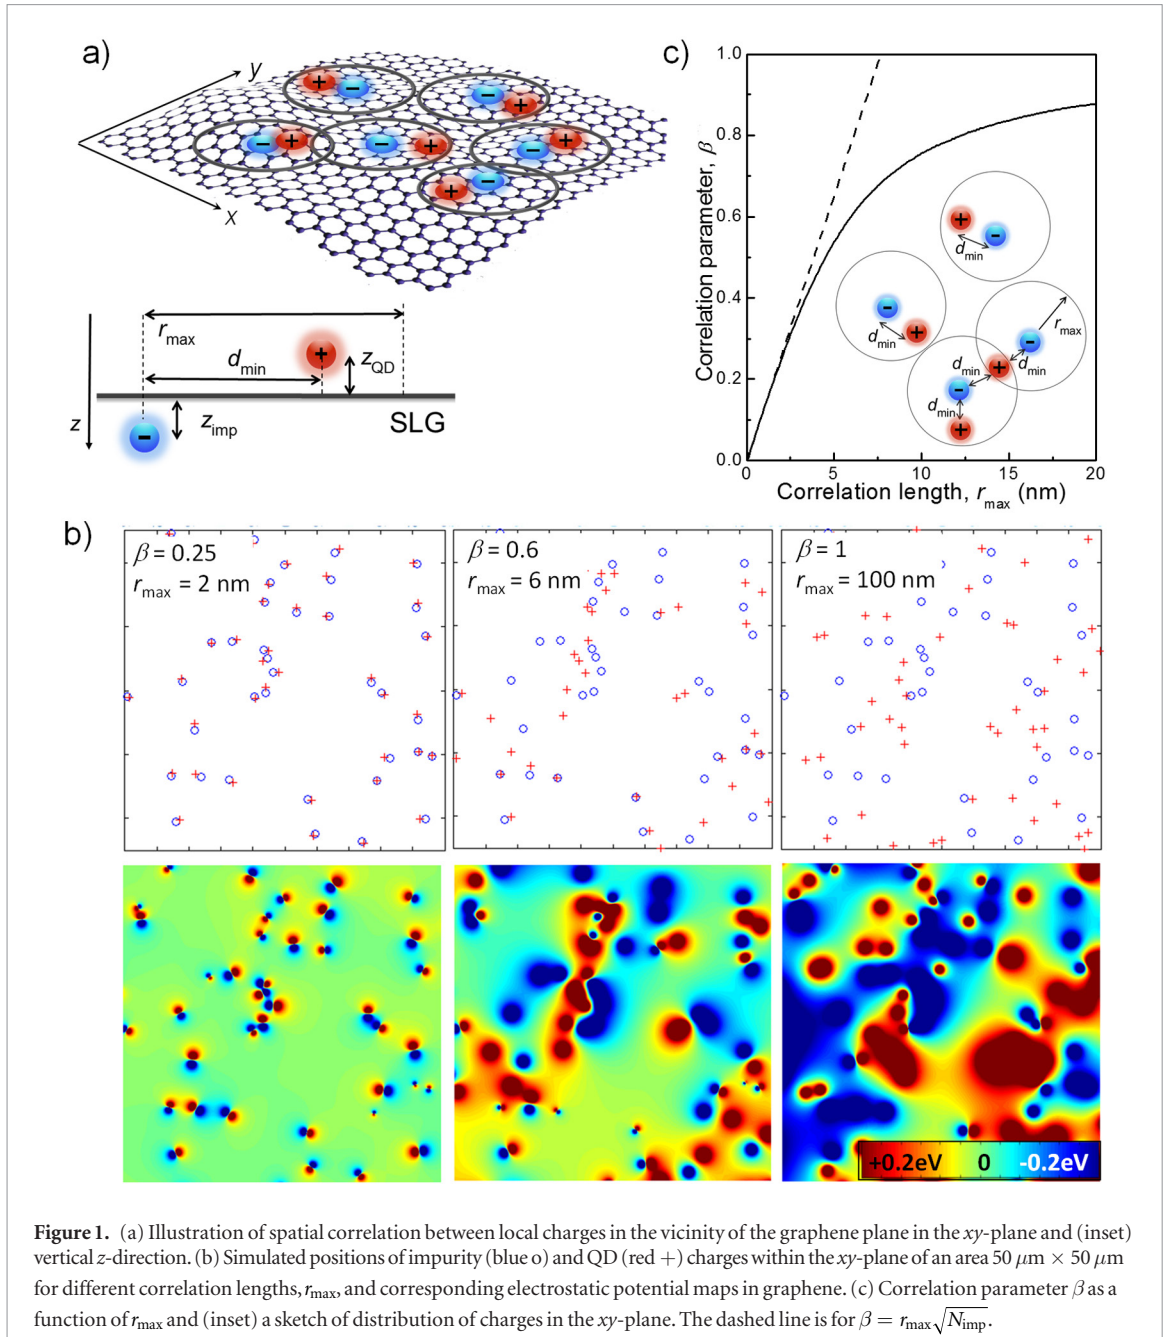 a)
y
x
+
−
−
+
−
+
−
+
−
+
+
−
r_max
d_min
+
z_QD
z
z_imp
−
SLG
c)
1.0
0.8
0.6
0.4
0.2
0.0
Correlation parameter, β
0
5
10
15
20
Correlation length, r_max (nm)
+
−
d_min
−
+
d_min
r_max
−
d_min
+
d_min
−
d_min
+
b)
β = 0.25
r_max = 2 nm
β = 0.6
r_max = 6 nm
β = 1
r_max = 100 nm
+0.2eV 0 -0.2eV
Figure 1. (a) Illustration of spatial correlation between local charges in the vicinity of the graphene plane in the xy-plane and (inset)
vertical z-direction. (b) Simulated positions of impurity (blue o) and QD (red +) charges within the xy-plane of an area 50 μm × 50 μm
for different correlation lengths, r_max, and corresponding electrostatic potential maps in graphene. (c) Correlation parameter β as a
function of r_max and (inset) a sketch of distribution of charges in the xy-plane. The dashed line is for β = r_max√N_imp.